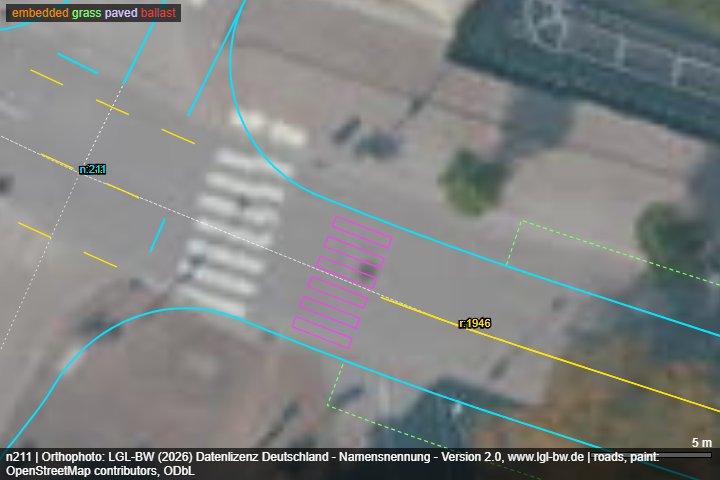 embedded grass paved ballast
n:211
r:1946
5 m
n211 | Orthophoto: LGL-BW (2026) Datenlizenz Deutschland - Namensnennung - Version 2.0, www.lgl-bw.de | roads, paint:
OpenStreetMap contributors, ODbL